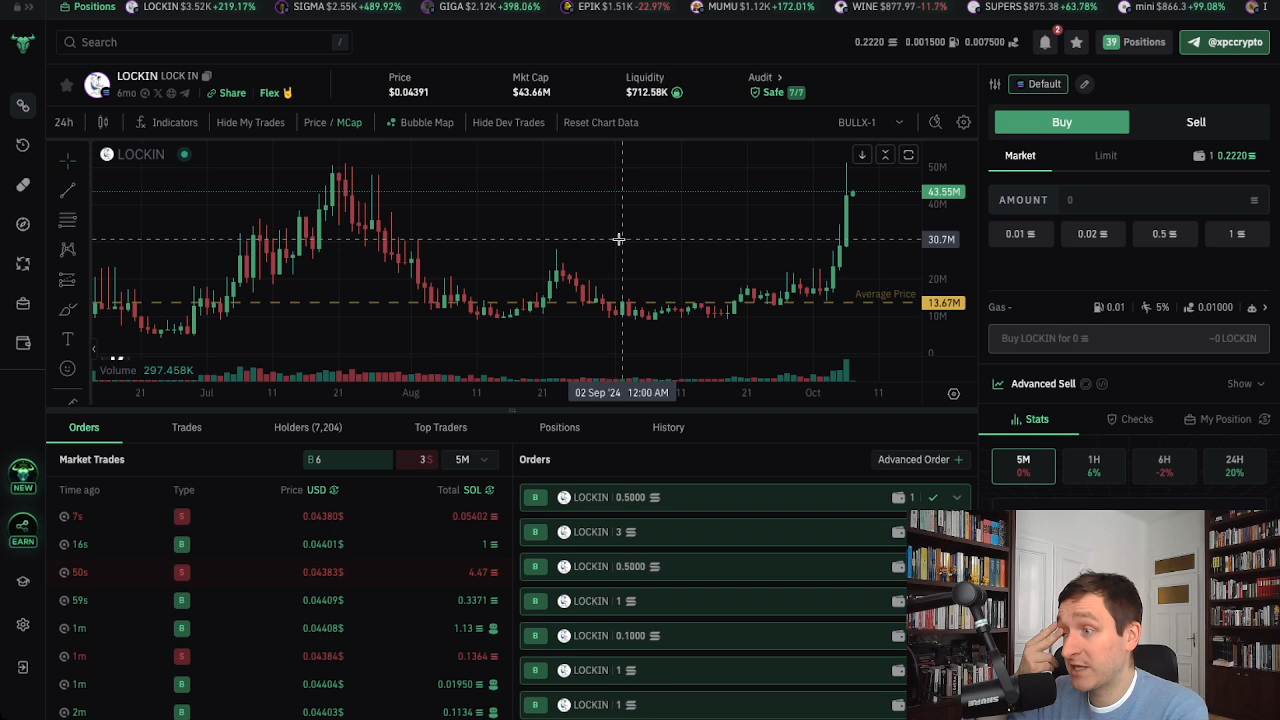 Positions LOCKIN $3.52K +219.17% SIGMA $2.55K +489.92% GIGA $2.12K +398.06% EPIK $1.51K -22.97% MUMU $1.12K +172.01% WINE $877.97 -11.7% SUPERS $875.38 +63.78% mini $866.3 +99.08%
Search / 0.2220 0.001500 0.007500 2 39 Positions @xpccrypto
LOCKIN LOCK IN
6mo Share Flex
Price
$0.04391
Mkt Cap
$43.66M
Liquidity
$712.58K
Audit
Safe 7/7
Default
24h Indicators Hide My Trades Price / MCap Bubble Map Hide Dev Trades Reset Chart Data BULLX-1
Buy Sell
Market Limit 1 0.2220
AMOUNT 0
0.01 0.02 0.5 1
LOCKIN
50M
43.55M
40M
30.7M
20M
Average Price
13.67M
10M
0
Volume 297.458K
21 Jul 11 21 Aug 11 21 02 Sep '24 12:00 AM 11 21 Oct 11
Gas - 0.01 5% 0.01000
Buy LOCKIN for 0 ~0 LOCKIN
Advanced Sell Show
Stats Checks My Position
5M 1H 6H 24H
0% 6% -2% 20%
Orders Trades Holders (7,204) Top Traders Positions History
Market Trades B 6 3 S 5M
Time ago Type Price USD Total SOL
7s S 0.04380$ 0.05402
16s B 0.04401$ 1
50s S 0.04383$ 4.47
59s B 0.04409$ 0.3371
1m B 0.04408$ 1.13
1m S 0.04384$ 0.1364
1m B 0.04404$ 0.01950
2m B 0.04403$ 0.1134
Orders Advanced Order +
B LOCKIN 0.5000 1
B LOCKIN 3
B LOCKIN 0.5000
B LOCKIN 1
B LOCKIN 0.1000
B LOCKIN 1
B LOCKIN 1
NEW
EARN
SHURE